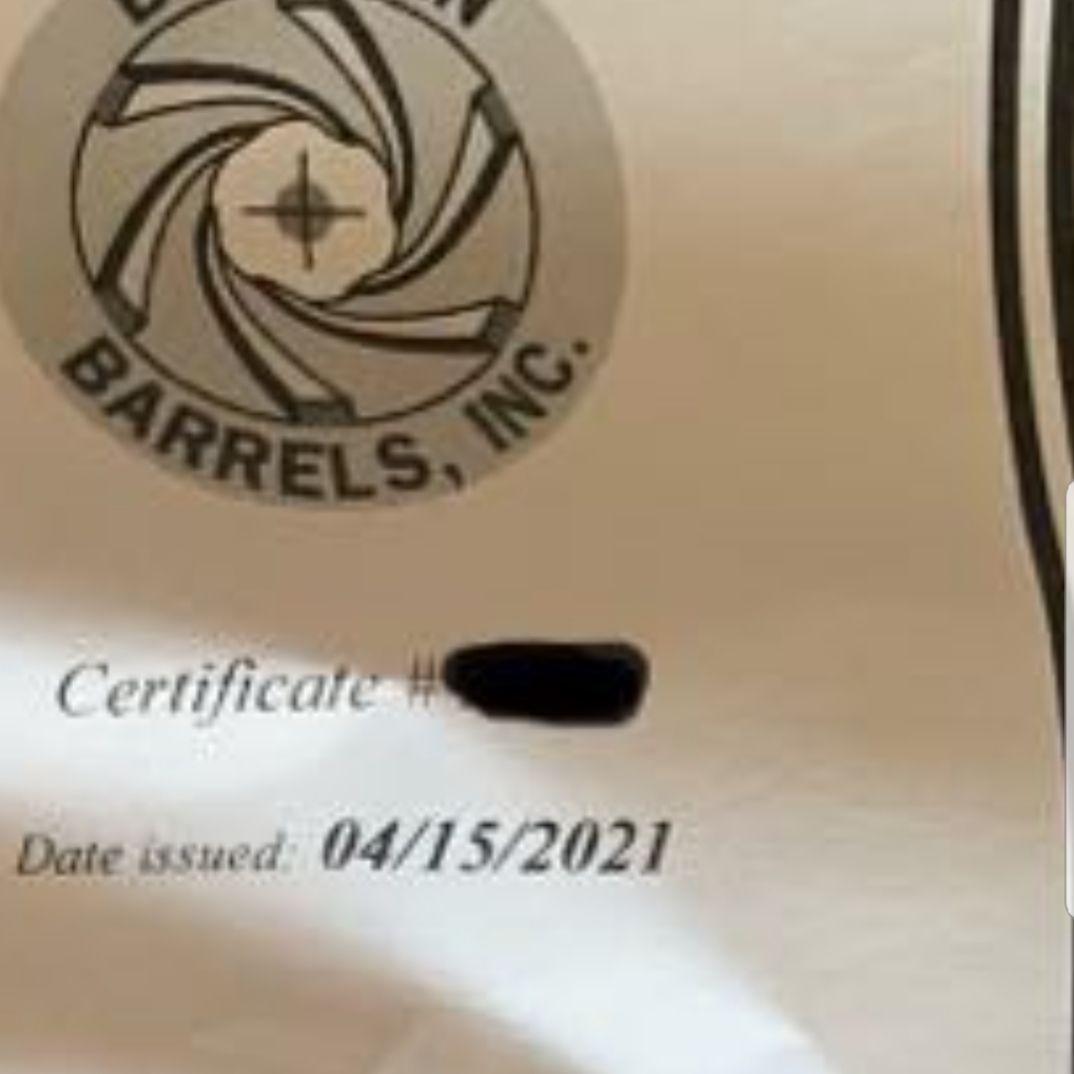 BARRELS, INC.
Certificate #
Date issued: 04/15/2021